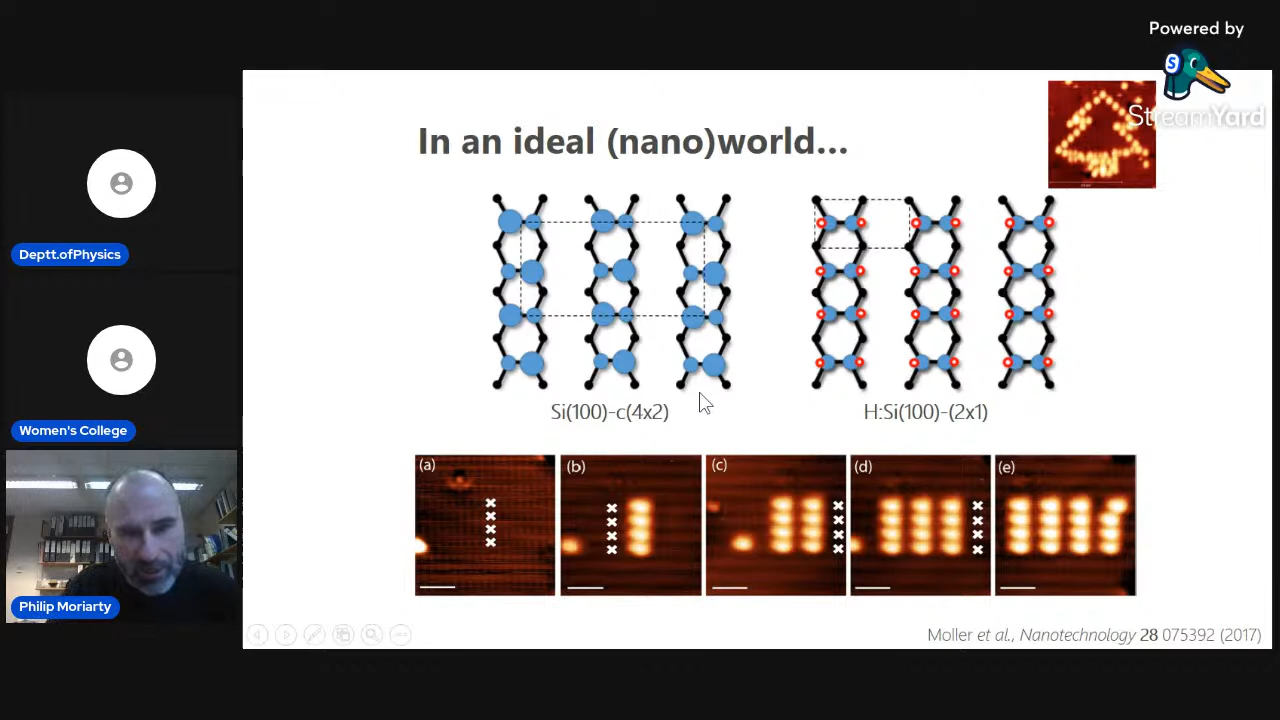 Powered by
S
StreamYard
In an ideal (nano)world...
Deptt.ofPhysics
Women's College
Philip Moriarty
Si(100)-c(4x2)
H:Si(100)-(2x1)
(a)
(b)
(c)
(d)
(e)
Moller et al., Nanotechnology 28 075392 (2017)